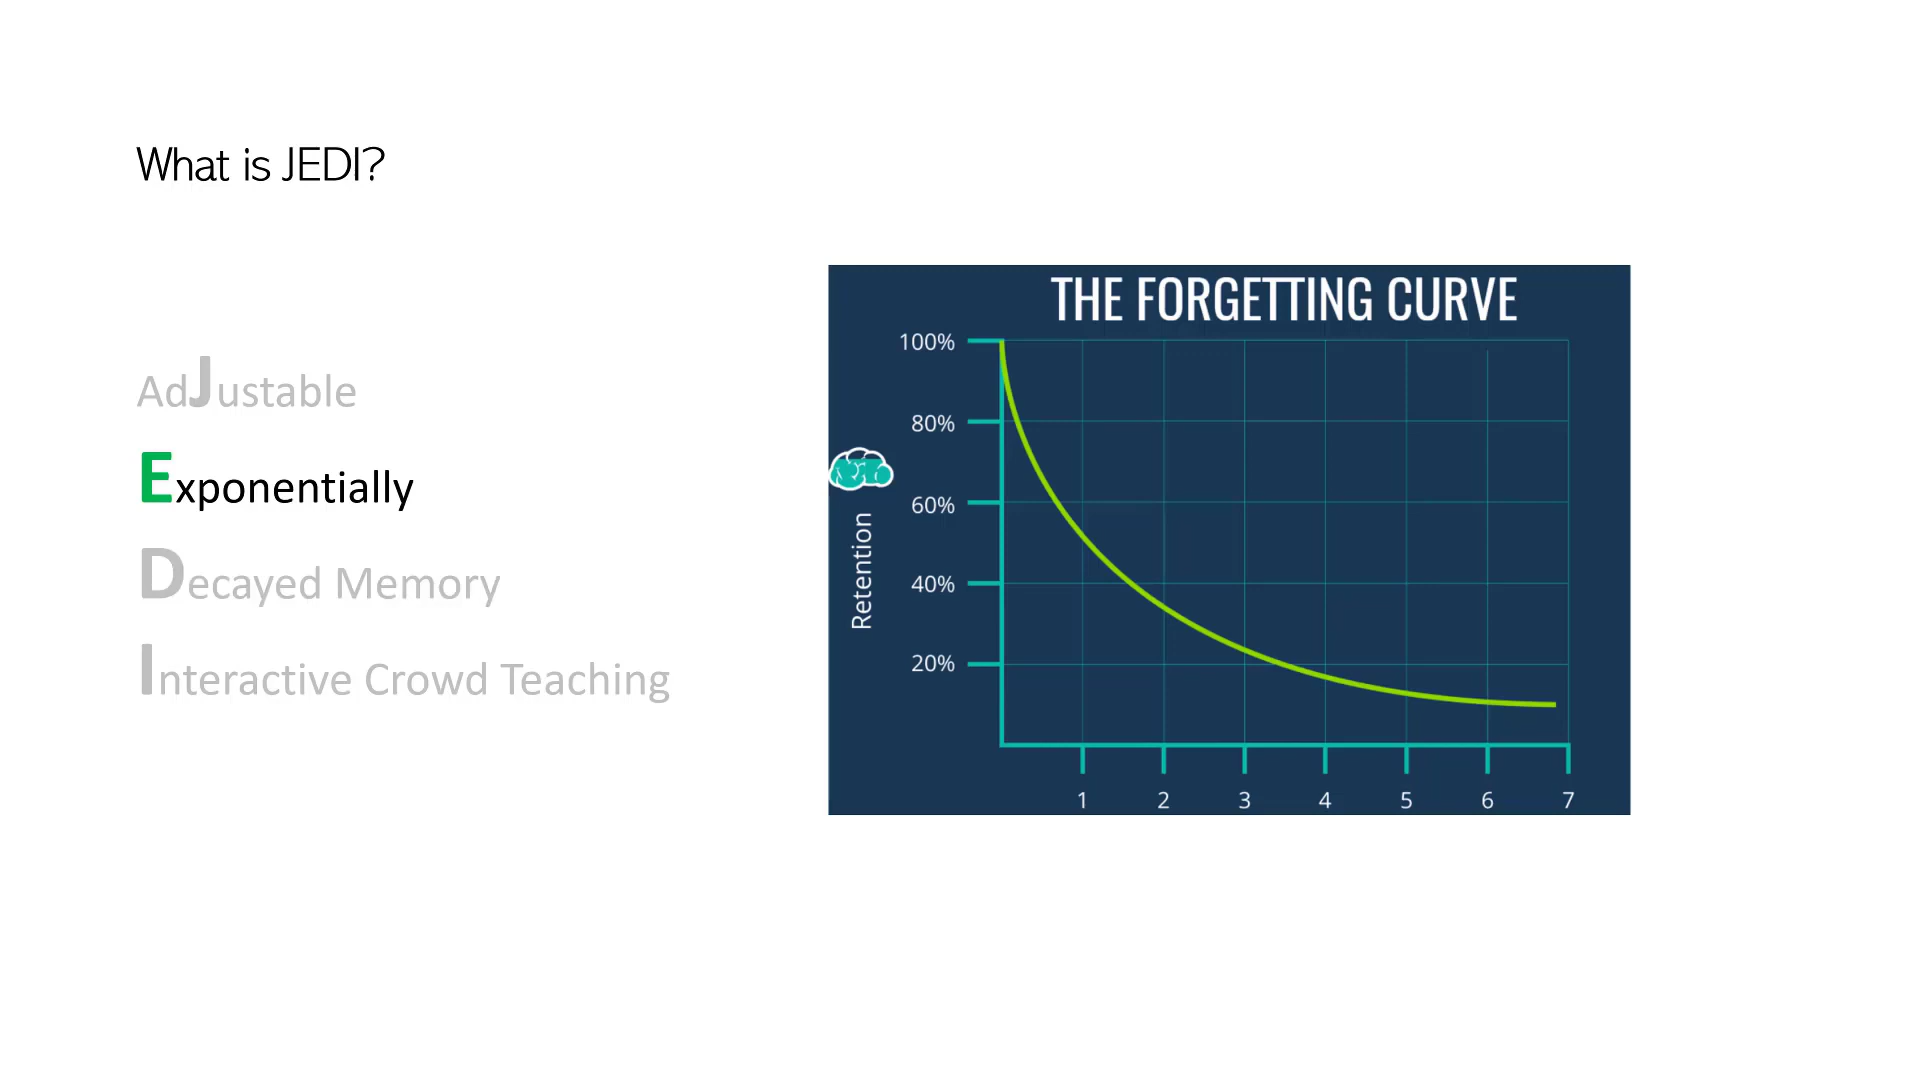 What is JEDI?
AdJustable
Exponentially
Decayed Memory
Interactive Crowd Teaching
THE FORGETTING CURVE
100%
80%
60%
40%
20%
Retention
1 2 3 4 5 6 7